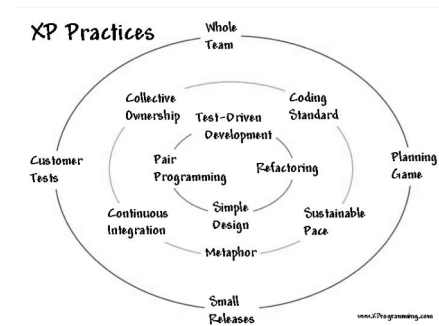 XP Practices
Whole
Team
Collective
Ownership
Coding
Standard
Test-Driven
Development
Customer
Tests
Pair
Programming
Refactoring
Planning
Game
Simple
Design
Continuous
Integration
Sustainable
Pace
Metaphor
Small
Releases
www.XProgramming.com